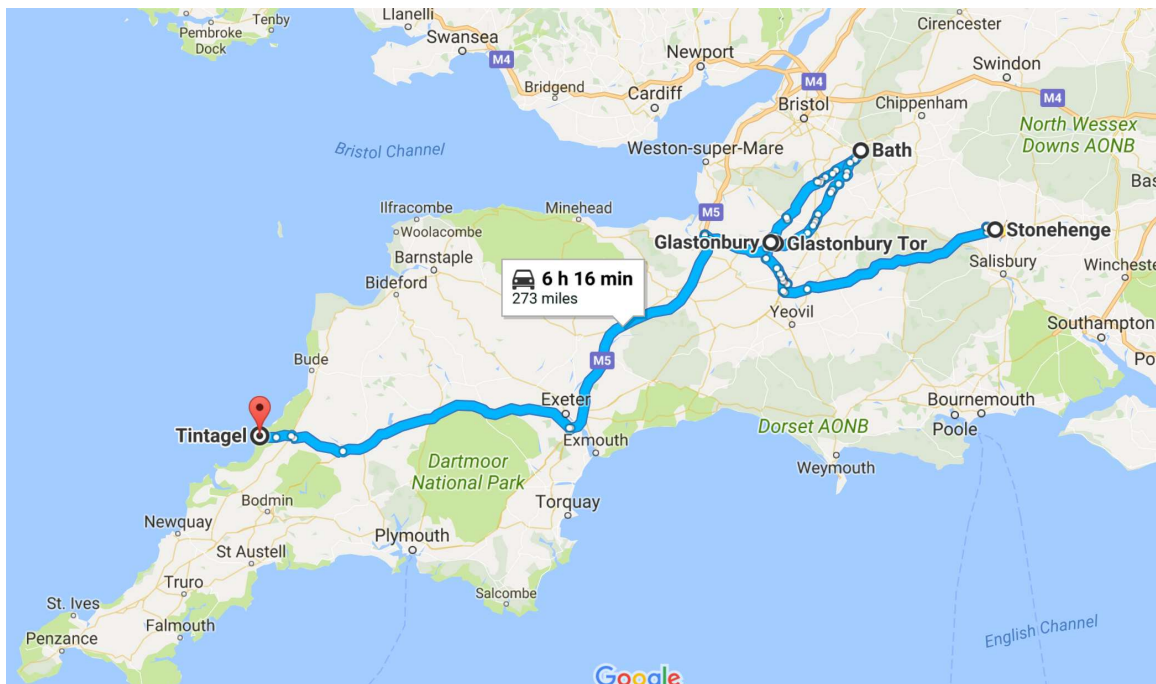 Pembroke
Dock
Tenby
Llanelli
Swansea
M4
Bridgend
Newport
Cardiff
M4
Bristol
Chippenham
Cirencester
Swindon
M4
North Wessex
Downs AONB
Bristol Channel
Weston-super-Mare
Bath
Bas
M5
Ilfracombe
Woolacombe
Minehead
Barnstaple
Bideford
Glastonbury
Glastonbury Tor
Stonehenge
Salisbury
Winchester
6 h 16 min
273 miles
Yeovil
Southampton
Po
Bude
M5
Exeter
Exmouth
Dorset AONB
Bournemouth
Poole
Weymouth
Tintagel
Dartmoor
National Park
Bodmin
Torquay
Newquay
Plymouth
St Austell
Truro
Salcombe
St. Ives
Falmouth
Penzance
English Channel
Google